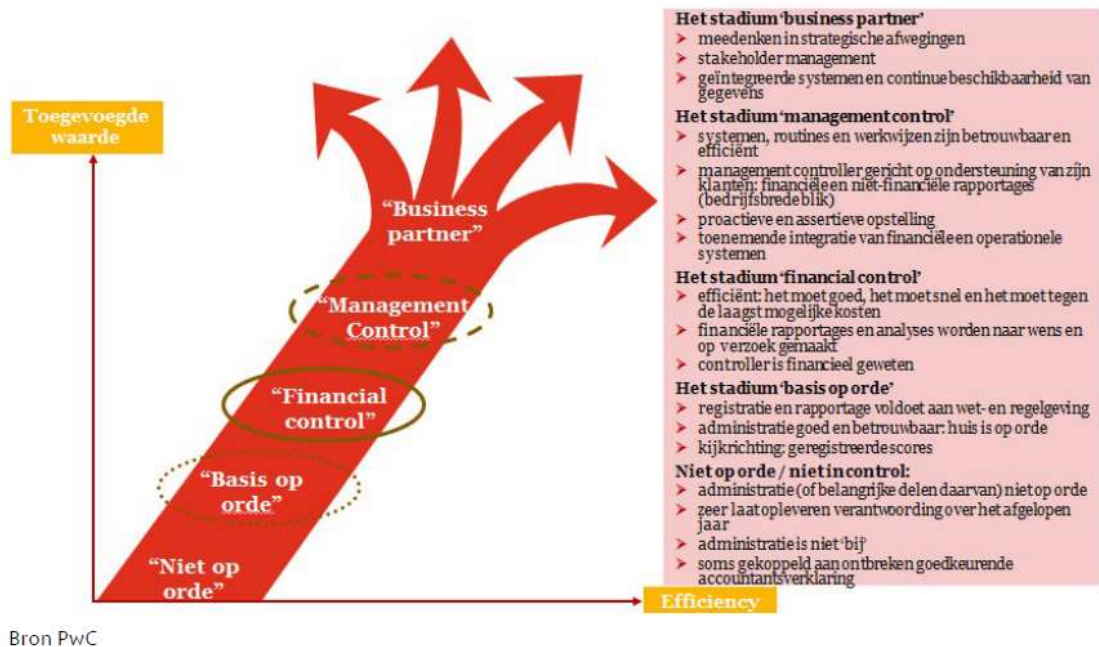 Toegevoegde
waarde
"Business
partner"
"Management
Control"
"Financial
control"
"Basis op
orde"
"Niet op
orde"
Efficiency
Het stadium 'business partner'
➢ meedenken in strategische afwegingen
➢ stakeholder management
➢ geïntegreerde systemen en continue beschikbaarheid van
gegevens
Het stadium 'management control'
➢ systemen, routines en werkwijzen zijn betrouwbaar en
efficiënt
➢ management controller gericht op ondersteuning van zijn
klanten: financiële en niet-financiële rapportages
(bedrijfsbrede blik)
➢ proactieve en assertieve opstelling
➢ toenemende integratie van financiële en operationele
systemen
Het stadium 'financial control'
➢ efficiënt: het moet goed, het moet snel en het moet tegen
de laagst mogelijke kosten
➢ financiële rapportages en analyses worden naar wens en
op verzoek gemaakt
➢ controller is financieel geweten
Het stadium 'basis op orde'
➢ registratie en rapportage voldoet aan wet- en regelgeving
➢ administratie goed en betrouwbaar: huis is op orde
➢ kijkrichting: geregistreerde scores
Niet op orde / niet in control:
➢ administratie (of belangrijke delen daarvan) niet op orde
➢ zeer laat opleveren verantwoording over het afgelopen
jaar
➢ administratie is niet 'bij'
➢ soms gekoppeld aan ontbreken goedkeurende
accountantsverklaring
Bron PwC